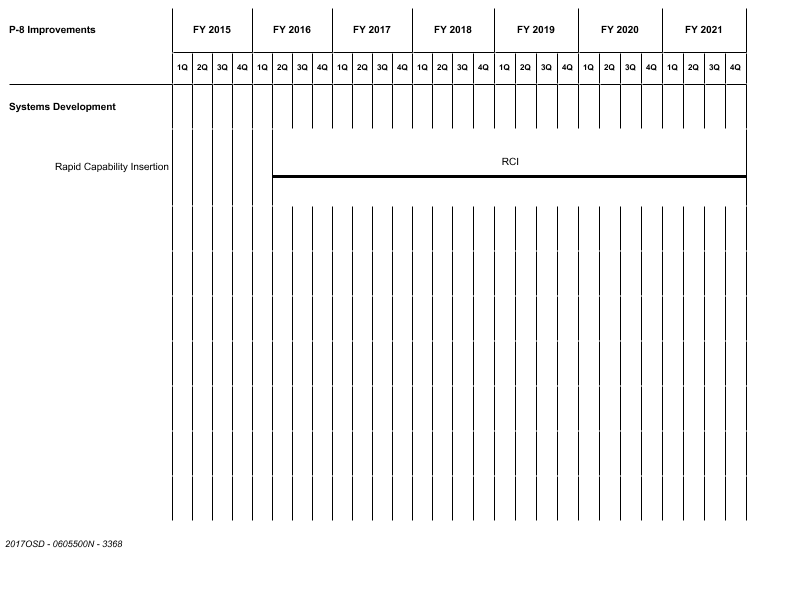 P-8 Improvements FY 2015 FY 2016 FY 2017 FY 2018 FY 2019 FY 2020 FY 2021
1Q 2Q 3Q 4Q 1Q 2Q 3Q 4Q 1Q 2Q 3Q 4Q 1Q 2Q 3Q 4Q 1Q 2Q 3Q 4Q 1Q 2Q 3Q 4Q 1Q 2Q 3Q 4Q
Systems Development
Rapid Capability Insertion RCI
2017OSD - 0605500N - 3368